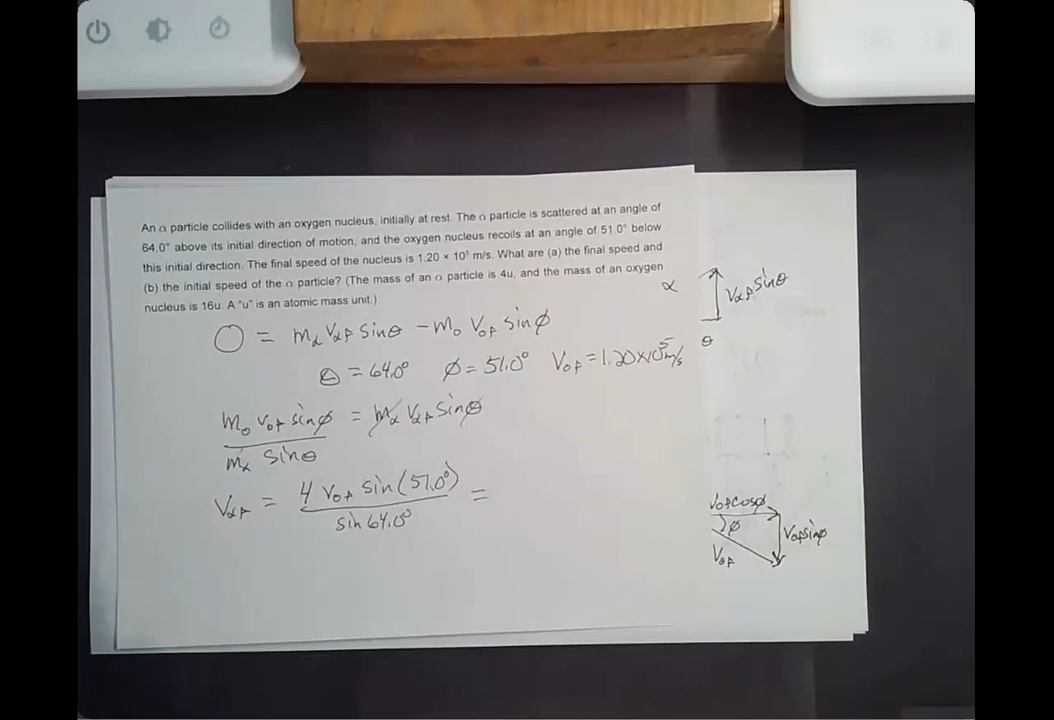 An α particle collides with an oxygen nucleus, initially at rest. The α particle is scattered at an angle of
64.0° above its initial direction of motion, and the oxygen nucleus recoils at an angle of 51.0° below
this initial direction. The final speed of the nucleus is 1.20 × 10⁵ m/s. What are (a) the final speed and
(b) the initial speed of the α particle? (The mass of an α particle is 4u, and the mass of an oxygen
nucleus is 16u. A "u" is an atomic mass unit.)
O = mα Vαf sinθ − mo Vof sinφ
θ = 64.0° φ = 51.0° Vof = 1.20×10⁵ m/s
mo Vof sinφ = mα Vαf sinθ
mα sinθ
Vαf = 4 Vof sin(51.0°) =
sin 64.0°
α
Vαf sinθ
θ
Vof cosφ
φ
Vof sinφ
Vof